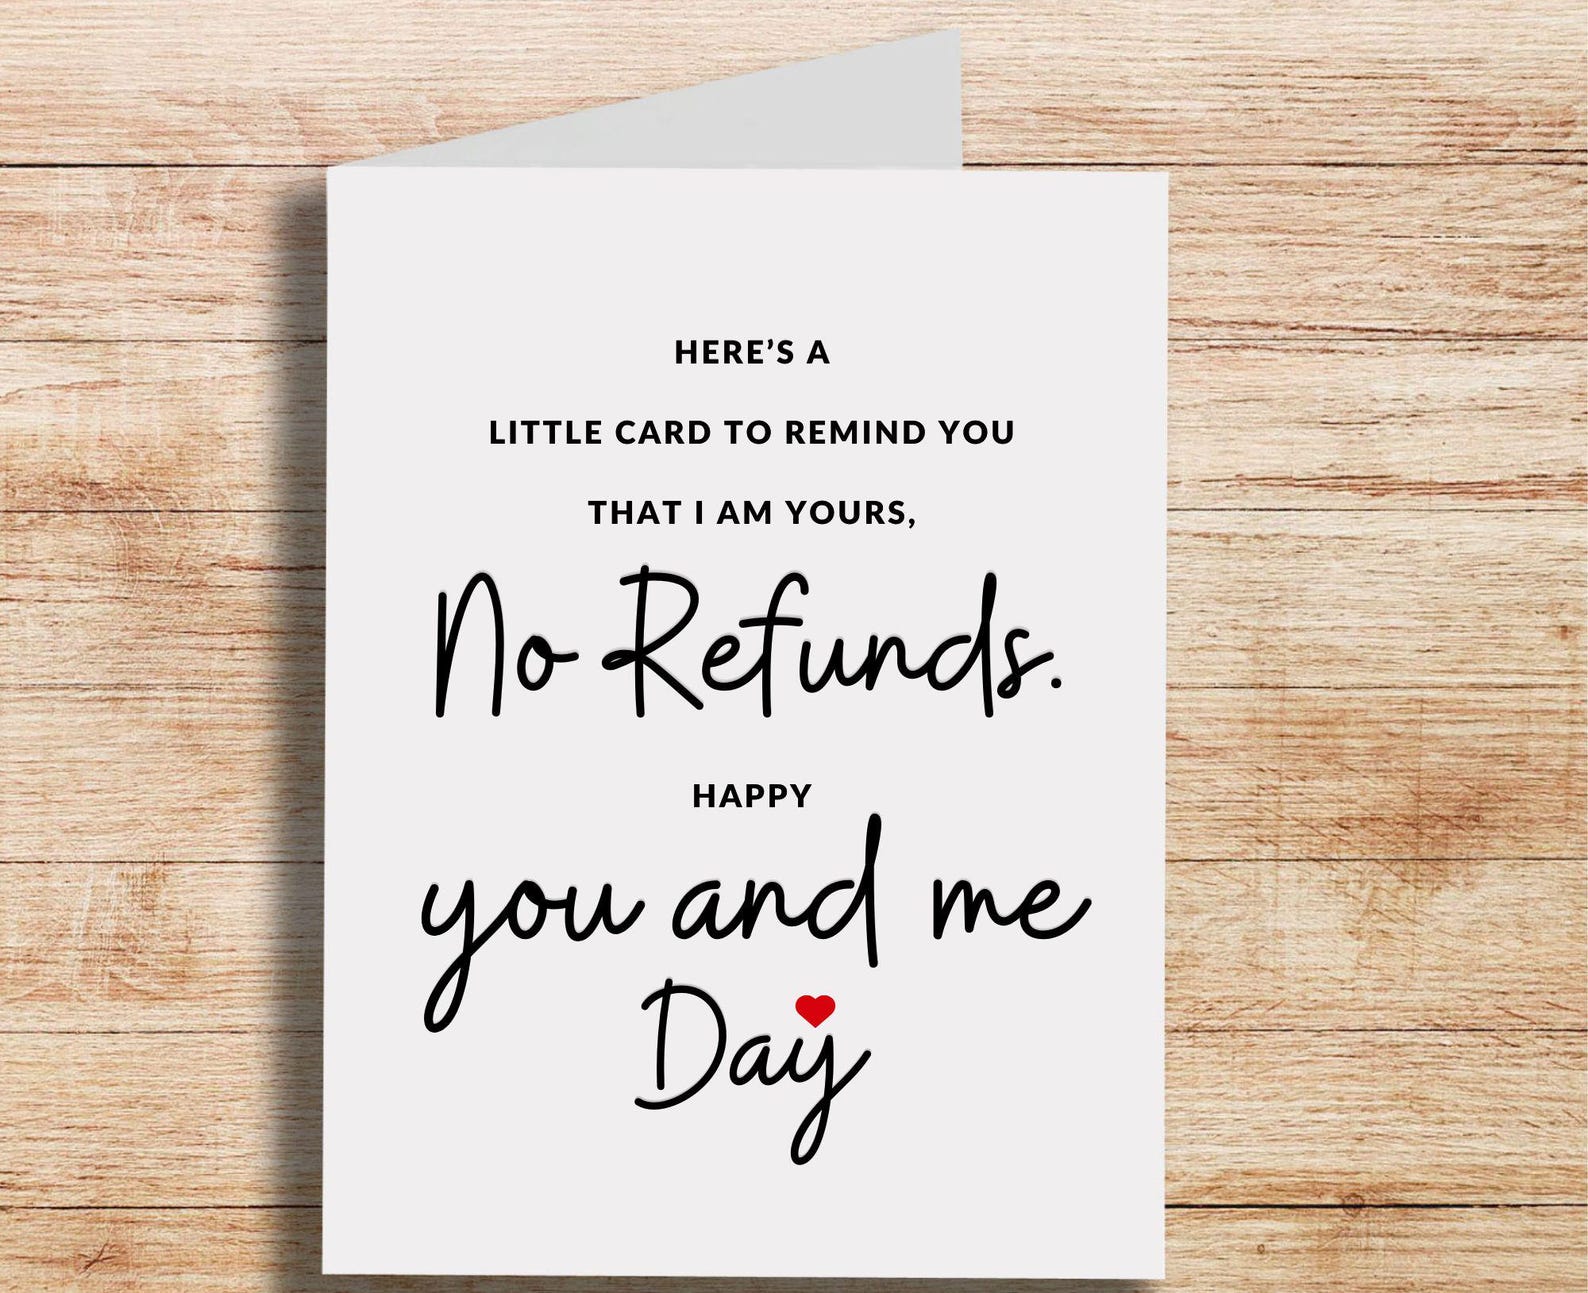 HERE’S A
LITTLE CARD TO REMIND YOU
THAT I AM YOURS,
No Refunds.
HAPPY
you and me
Day